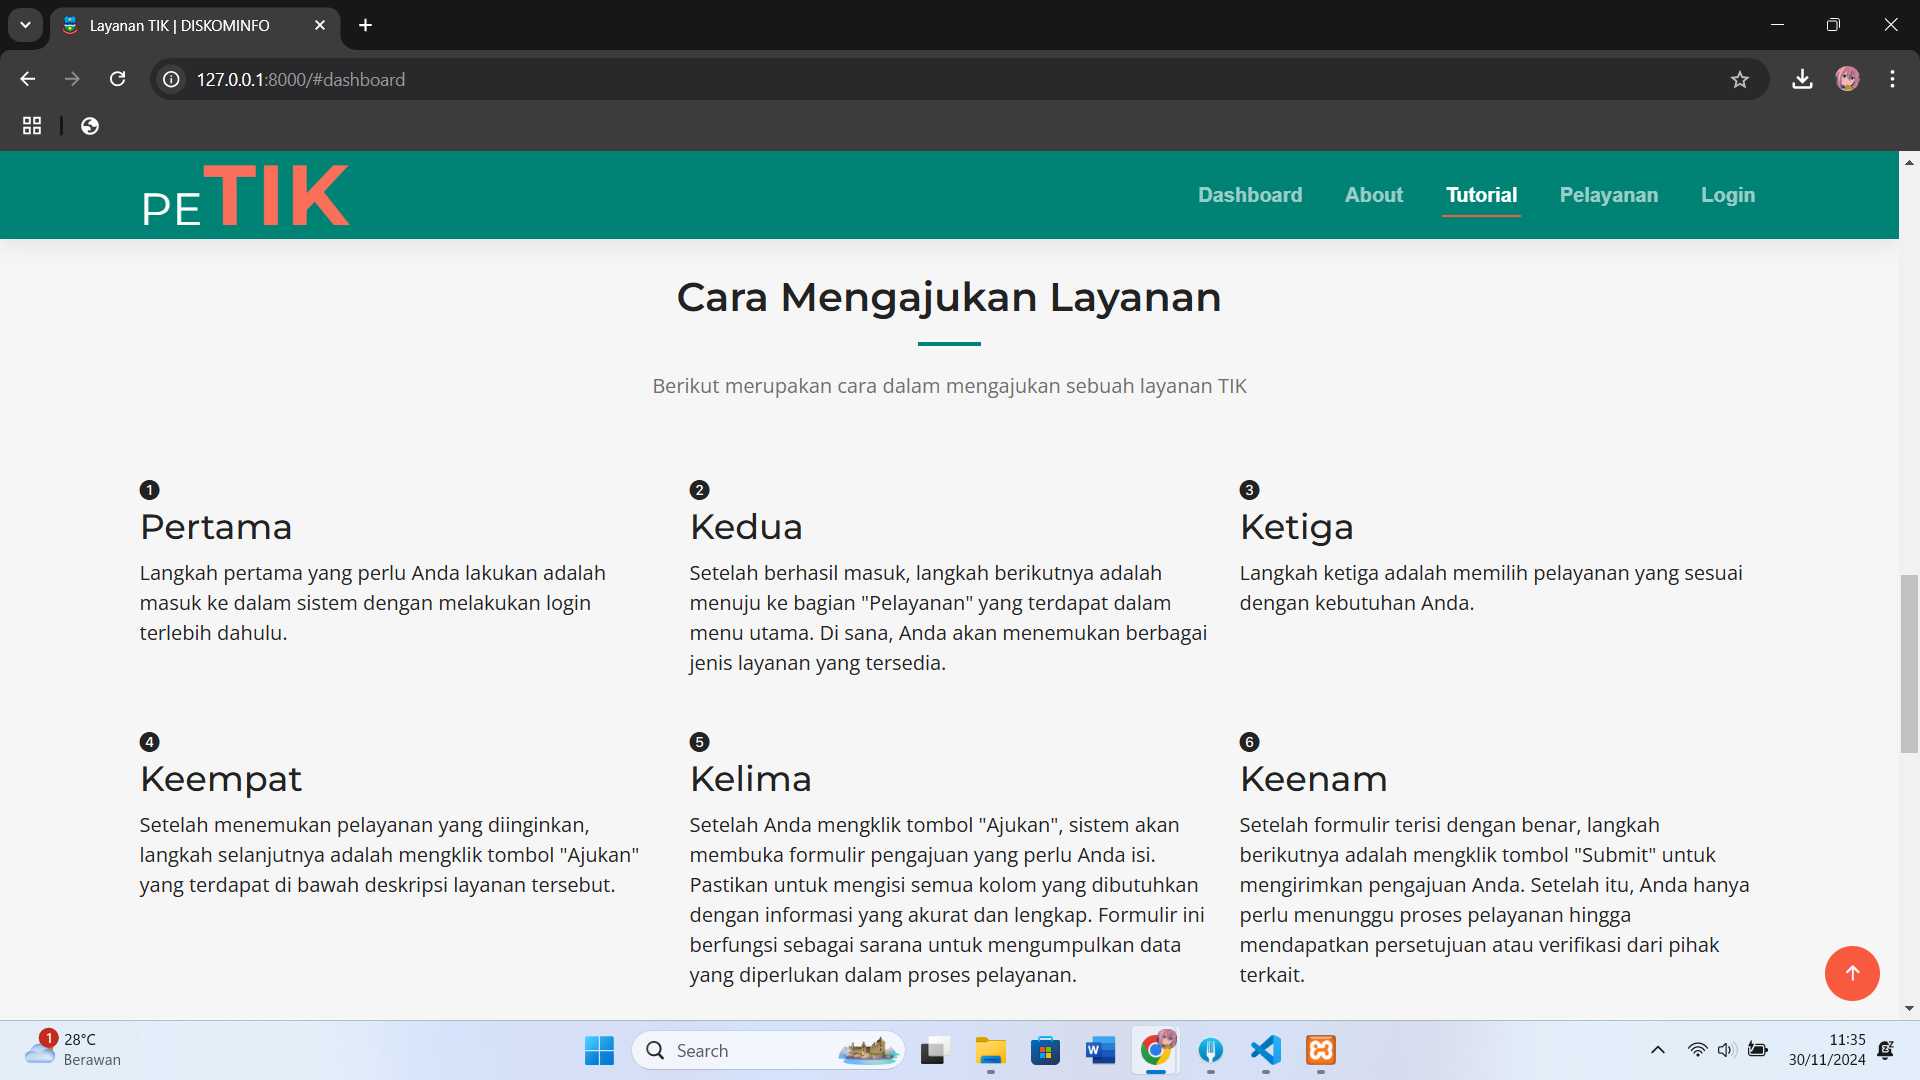 Layanan TIK | DISKOMINFO
127.0.0.1:8000/#dashboard
PETIK
Dashboard
About
Tutorial
Pelayanan
Login
Cara Mengajukan Layanan
Berikut merupakan cara dalam mengajukan sebuah layanan TIK
1
Pertama
Langkah pertama yang perlu Anda lakukan adalah
masuk ke dalam sistem dengan melakukan login
terlebih dahulu.
2
Kedua
Setelah berhasil masuk, langkah berikutnya adalah
menuju ke bagian "Pelayanan" yang terdapat dalam
menu utama. Di sana, Anda akan menemukan berbagai
jenis layanan yang tersedia.
3
Ketiga
Langkah ketiga adalah memilih pelayanan yang sesuai
dengan kebutuhan Anda.
4
Keempat
Setelah menemukan pelayanan yang diinginkan,
langkah selanjutnya adalah mengklik tombol "Ajukan"
yang terdapat di bawah deskripsi layanan tersebut.
5
Kelima
Setelah Anda mengklik tombol "Ajukan", sistem akan
membuka formulir pengajuan yang perlu Anda isi.
Pastikan untuk mengisi semua kolom yang dibutuhkan
dengan informasi yang akurat dan lengkap. Formulir ini
berfungsi sebagai sarana untuk mengumpulkan data
yang diperlukan dalam proses pelayanan.
6
Keenam
Setelah formulir terisi dengan benar, langkah
berikutnya adalah mengklik tombol "Submit" untuk
mengirimkan pengajuan Anda. Setelah itu, Anda hanya
perlu menunggu proses pelayanan hingga
mendapatkan persetujuan atau verifikasi dari pihak
terkait.
1
28°C
Berawan
Search
W
11:35
30/11/2024